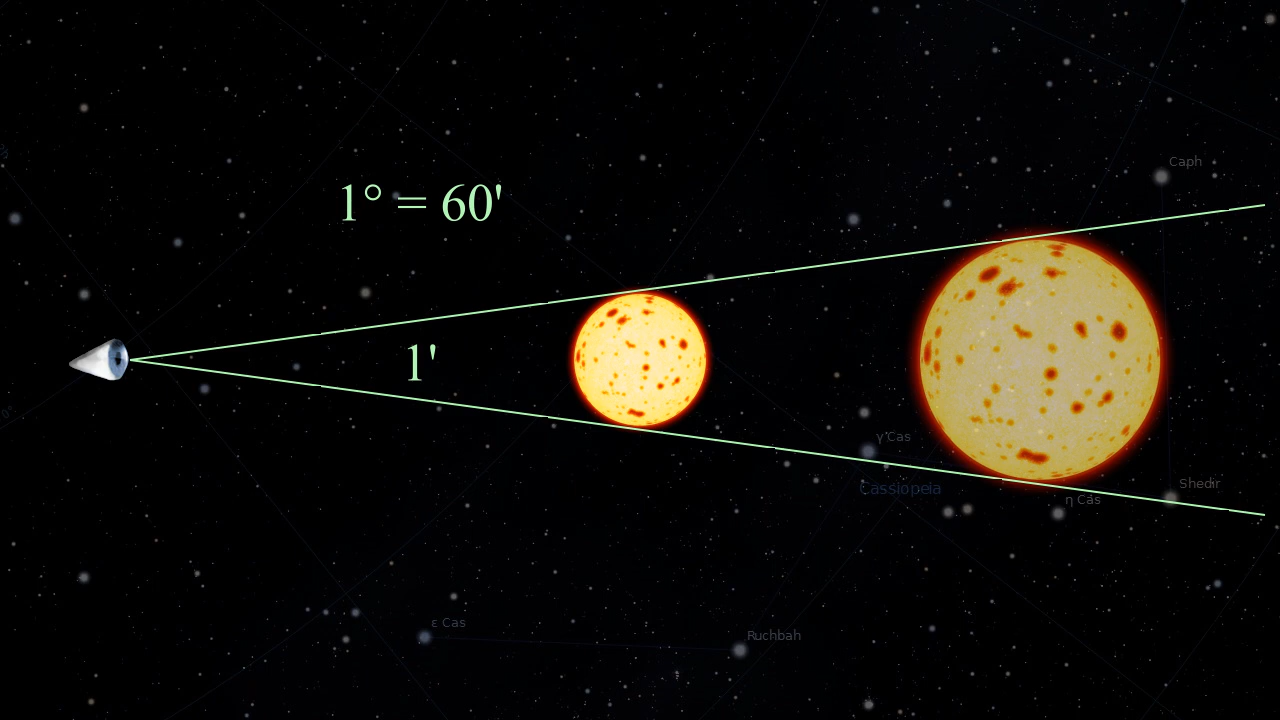 Caph
1° = 60'
1'
γ Cas
Cassiopeia
Shedir
η Cas
ε Cas
Ruchbah